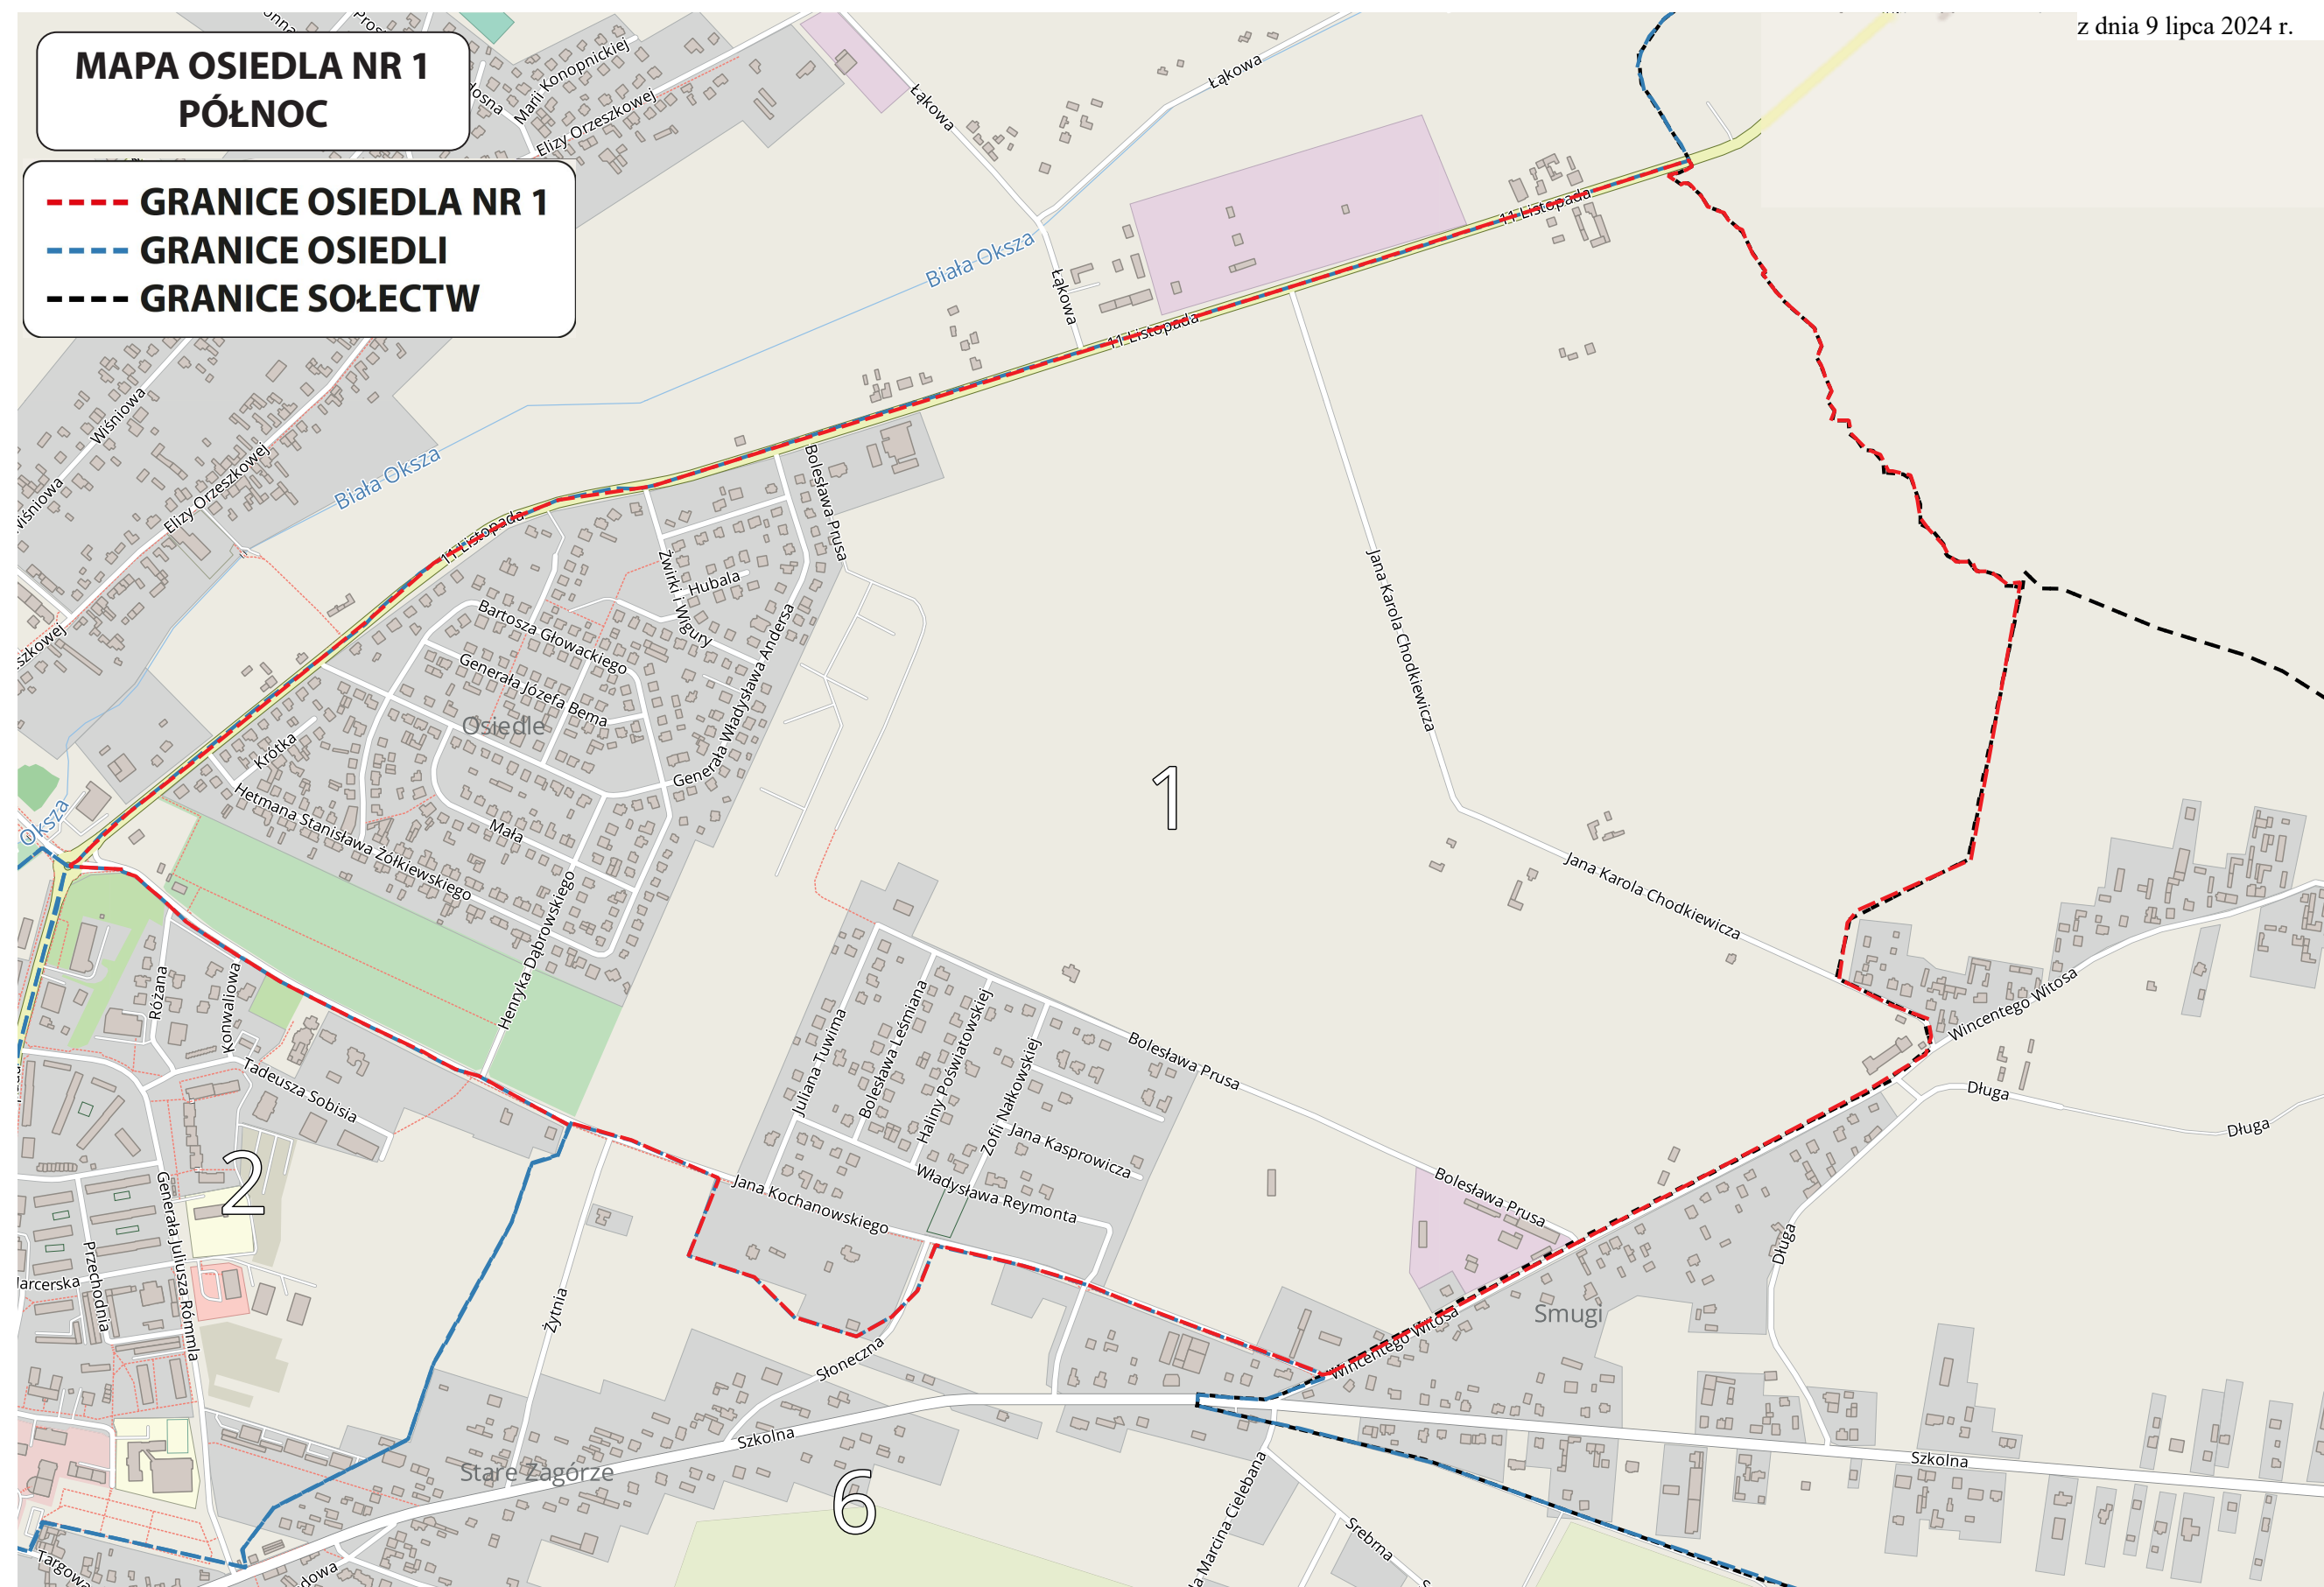 z dnia 9 lipca 2024 r.
MAPA OSIEDLA NR 1
PÓŁNOC
GRANICE OSIEDLA NR 1
GRANICE OSIEDLI
GRANICE SOŁECTW
Marii Konopnickiej
Elizy Orzeszkowej
Łąkowa
Łąkowa
Łąkowa
Biała Oksza
11 Listopada
11 Listopada
Wiśniowa
Wiśniowa
Elizy Orzeszkowej
Biała Oksza
11 Listopada
Bolesława Prusa
Żwirki i Wigury
Hubala
Bartosza Głowackiego
Generała Józefa Bema
Generała Władysława Andersa
Osiedle
Krótka
Hetmana Stanisława Żółkiewskiego
Mała
Henryka Dąbrowskiego
Oksza
Jana Karola Chodkiewicza
1
Jana Karola Chodkiewicza
Różana
Konwaliowa
Tadeusza Sobisia
2
Generała Juliusza Rómmla
Przechodnia
Juliana Tuwima
Bolesława Leśmiana
Haliny Poświatowskiej
Zofii Nałkowskiej
Bolesława Prusa
Jana Kasprowicza
Władysława Reymonta
Jana Kochanowskiego
Bolesława Prusa
Wincentego Witosa
Długa
Długa
Długa
Smugi
Wincentego Witosa
Żytnia
Słoneczna
Szkolna
Stare Zagórze
6
Szkolna
Marcina Cielebana
Srebrna
Targowa